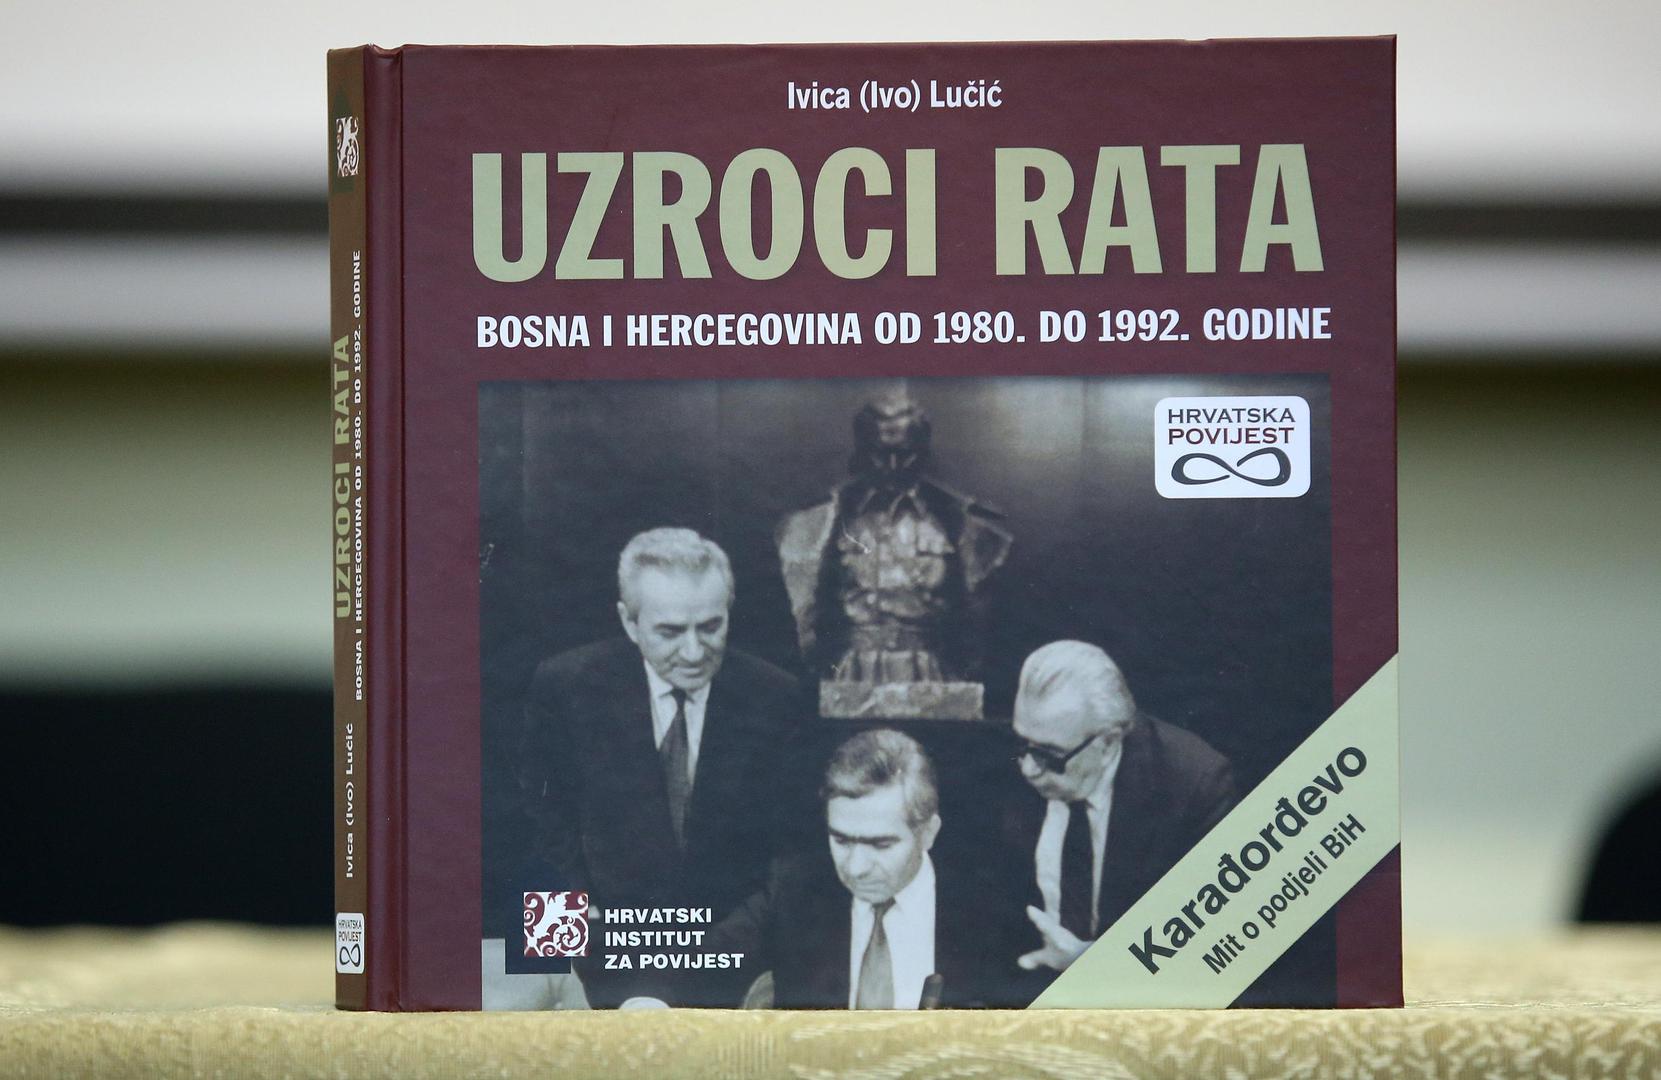 Ivica (Ivo) Lučić
UZROCI RATA
BOSNA I HERCEGOVINA OD 1980. DO 1992. GODINE
HRVATSKA
POVIJEST
Karađorđevo
Mit o podjeli BiH
HRVATSKI
INSTITUT
ZA POVIJEST
Ivica (Ivo) Lučić
UZROCI RATA
BOSNA I HERCEGOVINA OD 1980. DO 1992. GODINE
HRVATSKA
POVIJEST